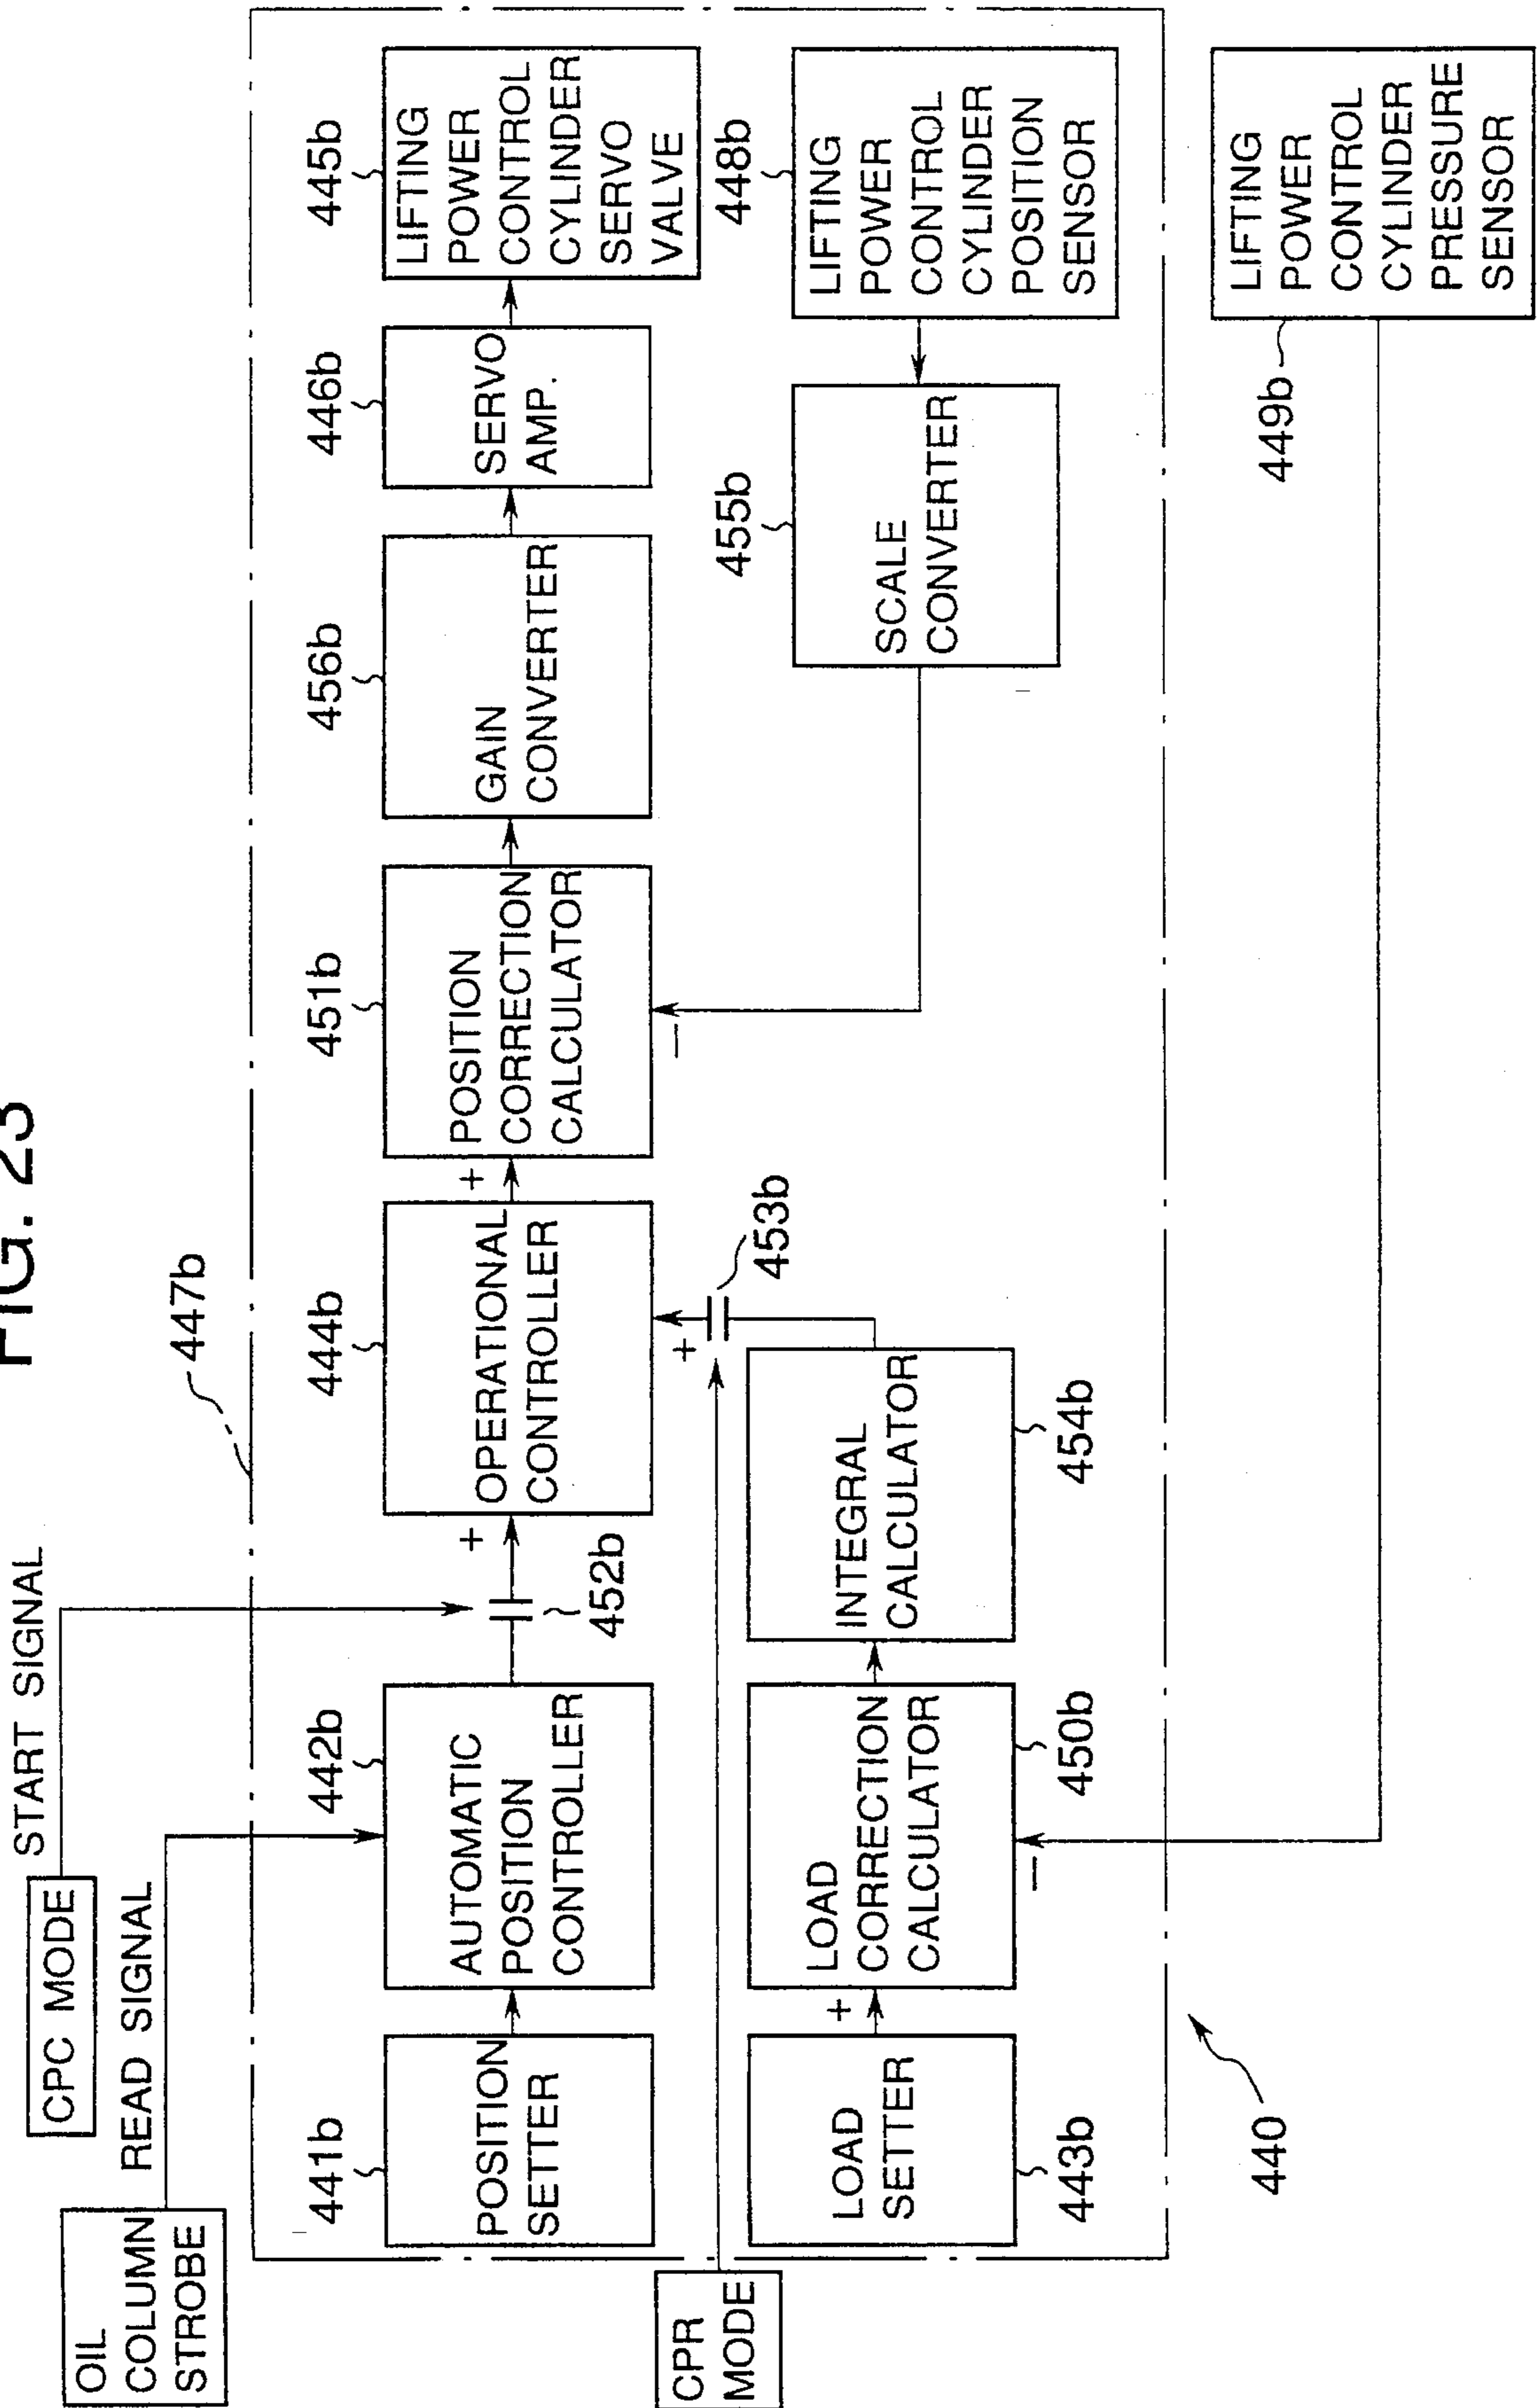 FIG. 23
START SIGNAL
CPC MODE
READ SIGNAL
OIL
COLUMN
STROBE
447b
441b
POSITION
SETTER
442b
AUTOMATIC
POSITION
CONTROLLER
452b
+
444b
OPERATIONAL
CONTROLLER
+
451b
POSITION
CORRECTION
CALCULATOR
−
456b
GAIN
CONVERTER
446b
SERVO
AMP.
445b
LIFTING
POWER
CONTROL
CYLINDER
SERVO
VALVE
CPR
MODE
+
453b
455b
SCALE
CONVERTER
448b
LIFTING
POWER
CONTROL
CYLINDER
POSITION
SENSOR
LOAD
SETTER
443b
+
LOAD
CORRECTION
CALCULATOR
450b
−
INTEGRAL
CALCULATOR
454b
440
449b
LIFTING
POWER
CONTROL
CYLINDER
PRESSURE
SENSOR